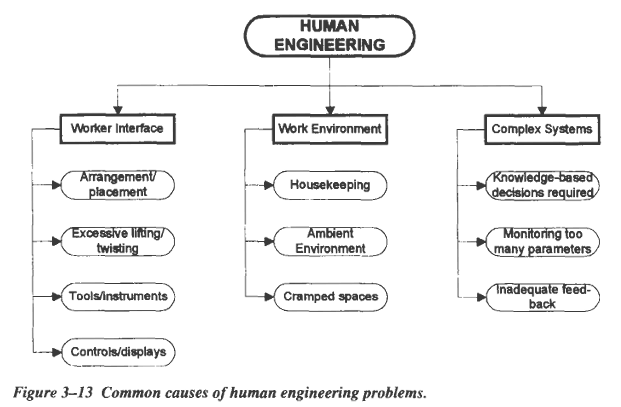 HUMAN
ENGINEERING
Worker Interface
Work Environment
Complex Systems
Arrangement/
placement
Housekeeping
Knowledge-based
decisions required
Excessive lifting/
twisting
Ambient
Environment
Monitoring too
many parameters
Tools/instruments
Cramped spaces
Inadequate feed-
back
Controls/displays
Figure 3–13 Common causes of human engineering problems.